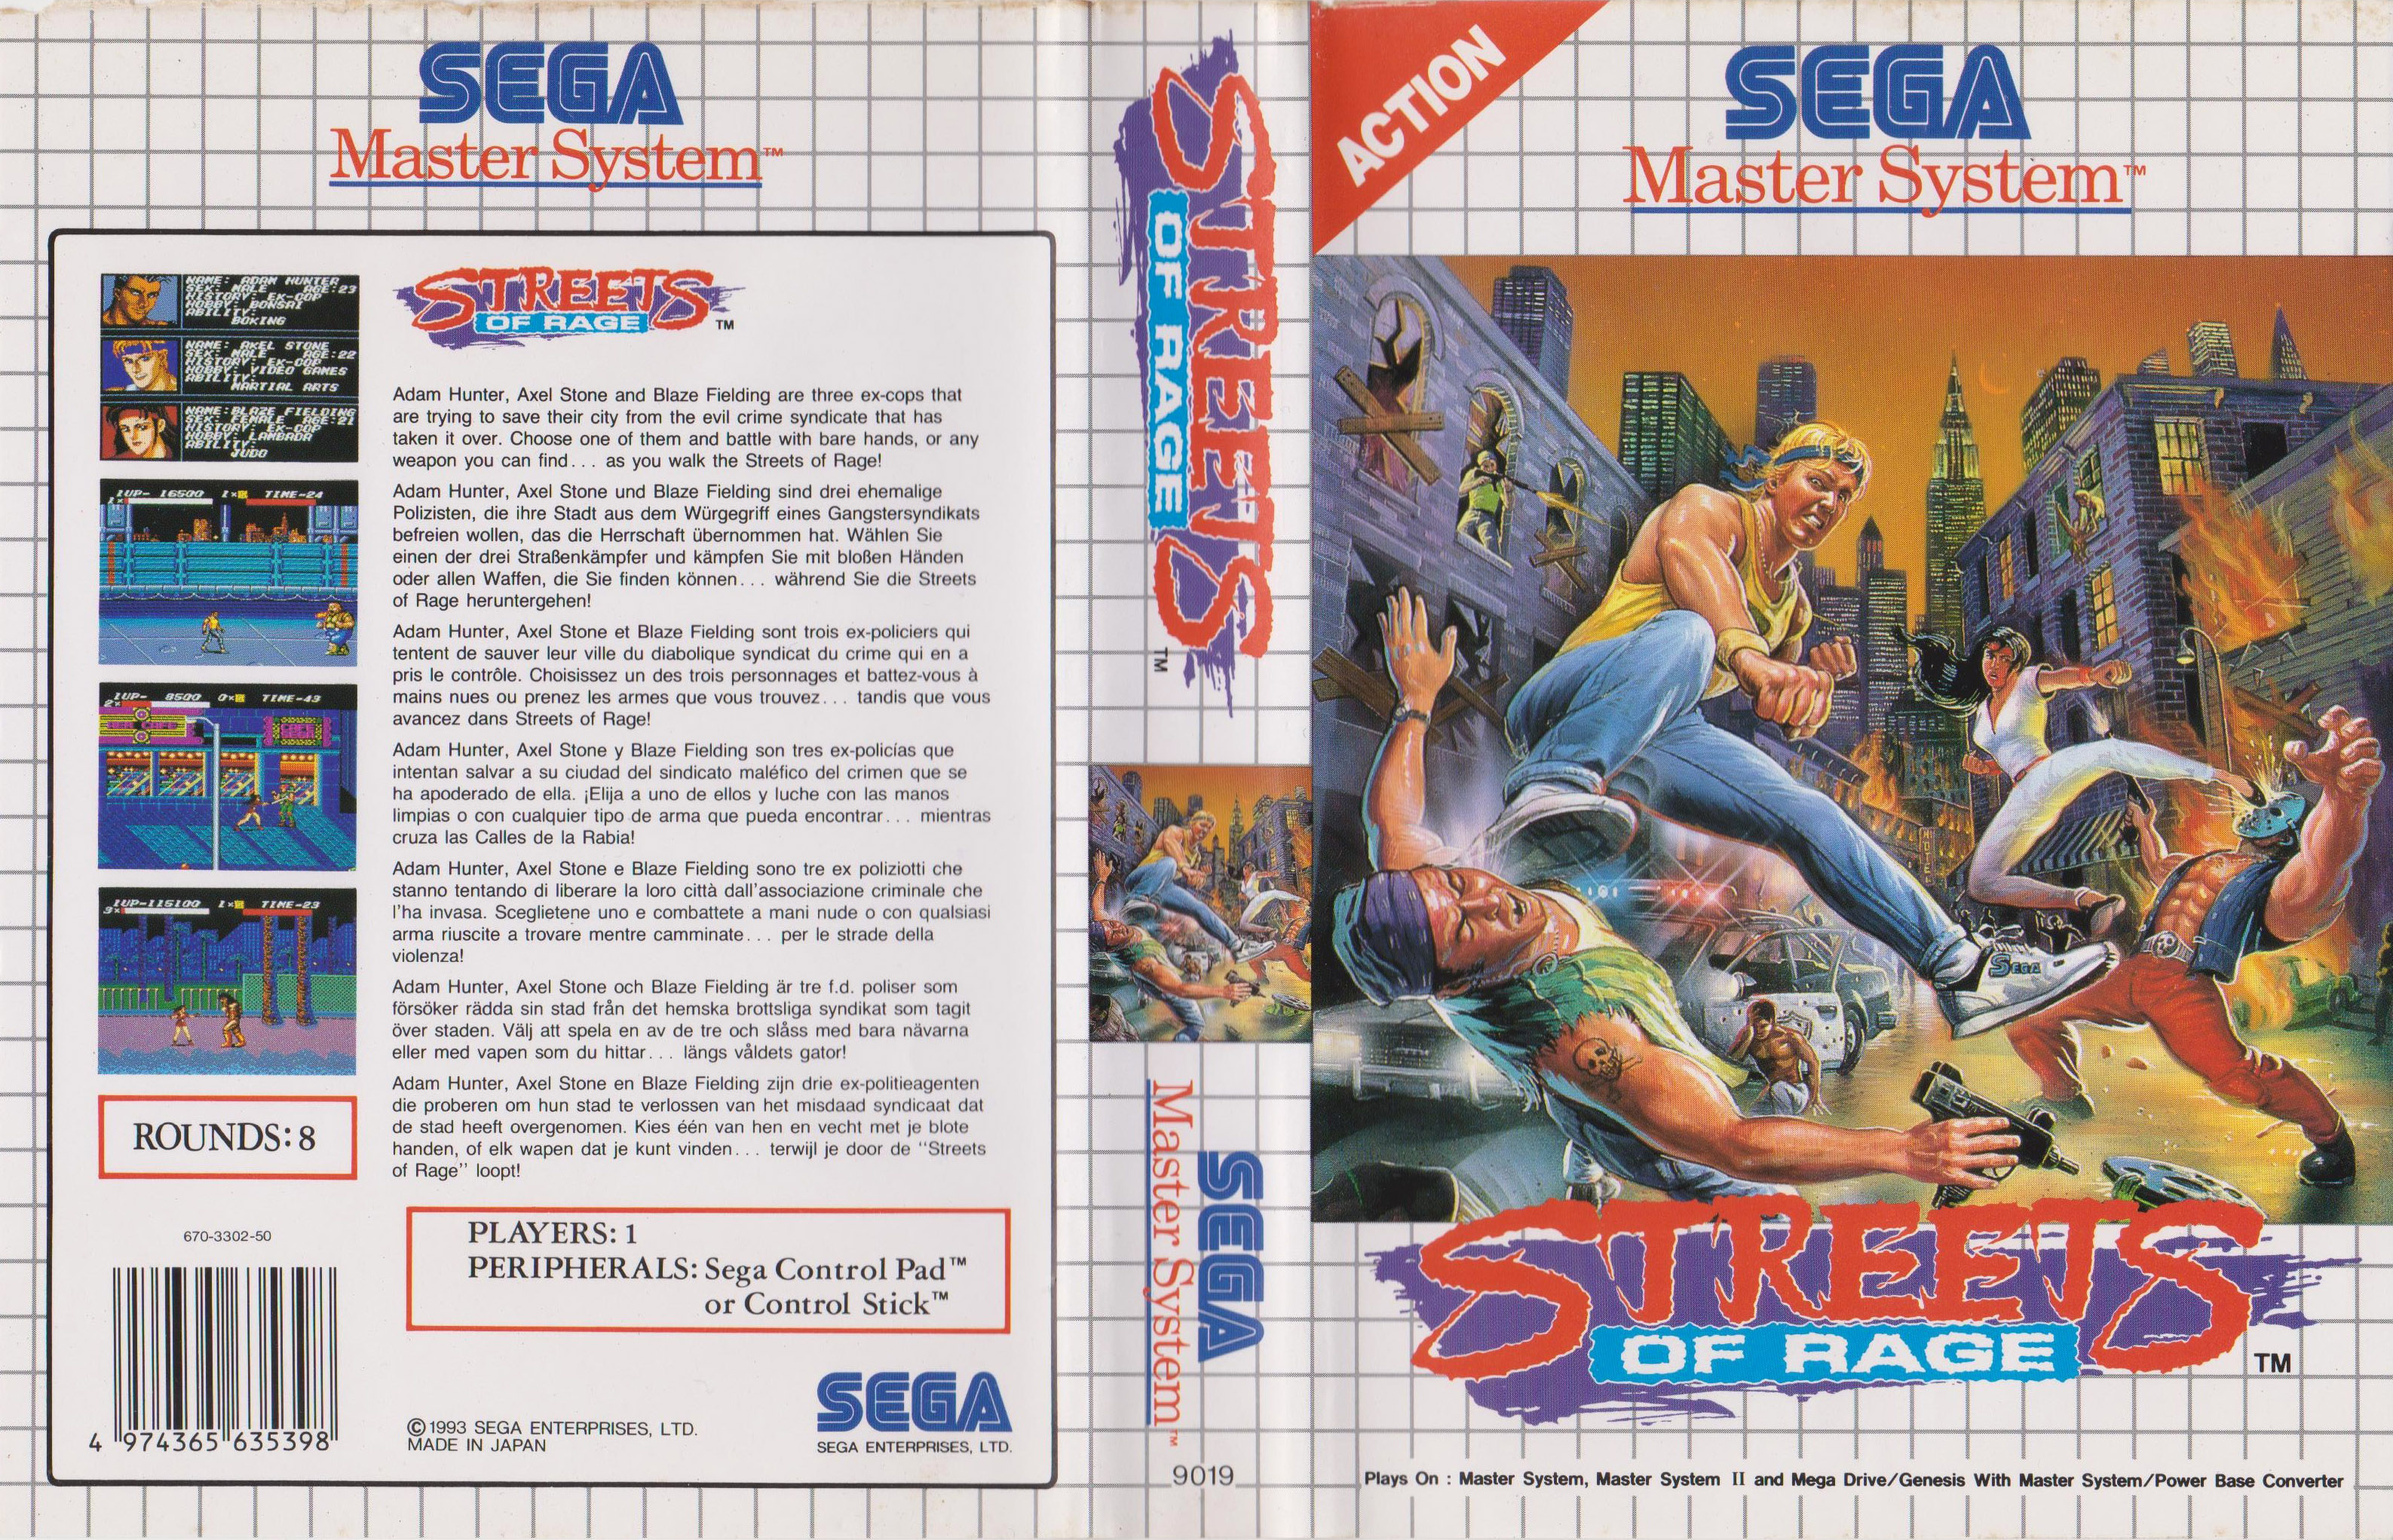 SEGA
Master System™
NAME: ADAM HUNTER
SEX: MALE AGE:23
HISTORY: EX-COP
HOBBY: BONSAI
ABILITY:
BOXING
NAME: AXEL STONE
SEX: MALE AGE:22
HISTORY: EX-COP
HOBBY: VIDEO GAMES
ABILITY:
MARTIAL ARTS
NAME:BLAZE FIELDING
SEX: FEMALE AGE:21
HISTORY: EX-COP
HOBBY: LAMBADA
ABILITY:
JUDO
1UP- 16500 1× TIME-24
1×
1UP- 8500 0× TIME-43
2×
1UP-115100 1× TIME-23
3×
ROUNDS: 8
670-3302-50
4 974365 635398
STREETS
OF RAGE™
Adam Hunter, Axel Stone and Blaze Fielding are three ex-cops that
are trying to save their city from the evil crime syndicate that has
taken it over. Choose one of them and battle with bare hands, or any
weapon you can find... as you walk the Streets of Rage!
Adam Hunter, Axel Stone und Blaze Fielding sind drei ehemalige
Polizisten, die ihre Stadt aus dem Würgegriff eines Gangstersyndikats
befreien wollen, das die Herrschaft übernommen hat. Wählen Sie
einen der drei Straßenkämpfer und kämpfen Sie mit bloßen Händen
oder allen Waffen, die Sie finden können... während Sie die Streets
of Rage heruntergehen!
Adam Hunter, Axel Stone et Blaze Fielding sont trois ex-policiers qui
tentent de sauver leur ville du diabolique syndicat du crime qui en a
pris le contrôle. Choisissez un des trois personnages et battez-vous à
mains nues ou prenez les armes que vous trouvez... tandis que vous
avancez dans Streets of Rage!
Adam Hunter, Axel Stone y Blaze Fielding son tres ex-policías que
intentan salvar a su ciudad del sindicato maléfico del crimen que se
ha apoderado de ella. ¡Elija a uno de ellos y luche con las manos
limpias o con cualquier tipo de arma que pueda encontrar... mientras
cruza las Calles de la Rabia!
Adam Hunter, Axel Stone e Blaze Fielding sono tre ex poliziotti che
stanno tentando di liberare la loro città dall'associazione criminale che
l'ha invasa. Sceglietene uno e combattete a mani nude o con qualsiasi
arma riuscite a trovare mentre camminate... per le strade della
violenza!
Adam Hunter, Axel Stone och Blaze Fielding är tre f.d. poliser som
försöker rädda sin stad från det hemska brottsliga syndikat som tagit
över staden. Välj att spela en av de tre och slåss med bara nävarna
eller med vapen som du hittar... längs våldets gator!
Adam Hunter, Axel Stone en Blaze Fielding zijn drie ex-politieagenten
die proberen om hun stad te verlossen van het misdaad syndicaat dat
de stad heeft overgenomen. Kies één van hen en vecht met je blote
handen, of elk wapen dat je kunt vinden... terwijl je door de "Streets
of Rage" loopt!
PLAYERS: 1
PERIPHERALS: Sega Control Pad™
or Control Stick™
©1993 SEGA ENTERPRISES, LTD.
MADE IN JAPAN
SEGA
SEGA ENTERPRISES, LTD.
STREETS
OF RAGE
™
SEGA
Master System™
9019
ACTION
SEGA
Master System™
HOTEL
SEGA
STREETS
OF RAGE ™
Plays On : Master System, Master System II and Mega Drive/Genesis With Master System/Power Base Converter